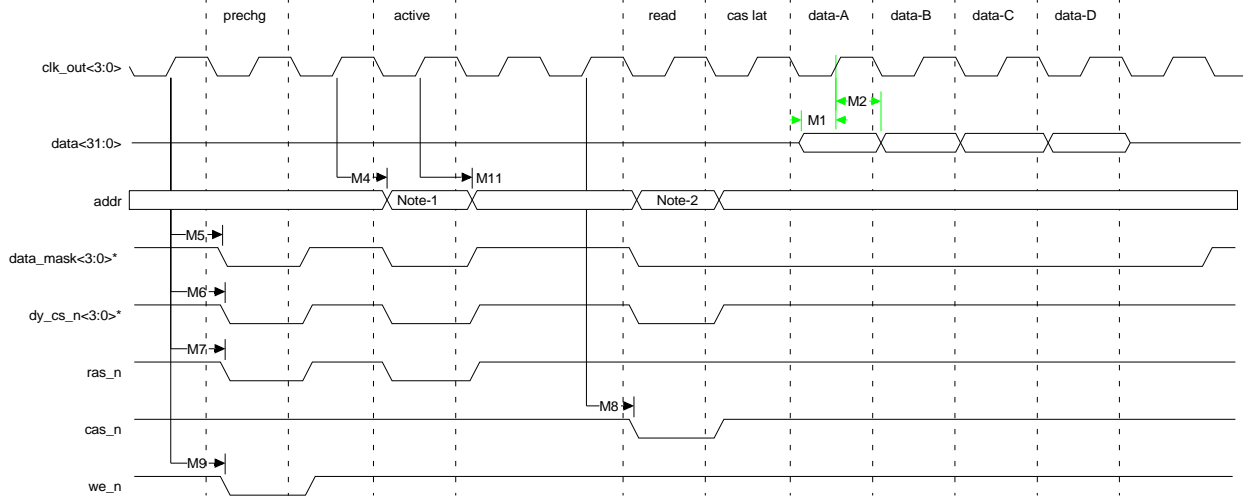 prechg active read cas lat data-A data-B data-C data-D
clk_out<3:0>
M2
M1
data<31:0>
M4 M11
addr Note-1 Note-2
M5
data_mask<3:0>*
M6
dy_cs_n<3:0>*
M7
ras_n
M8
cas_n
M9
we_n